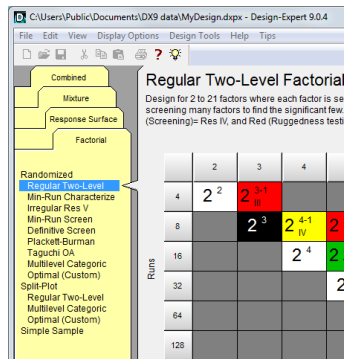 C:\Users\Public\Documents\DX9 data\MyDesign.dxpx - Design-Expert 9.0.4
File Edit View Display Options Design Tools Help Tips
Combined
Mixture
Response Surface
Factorial
Randomized
Regular Two-Level
Min-Run Characterize
Irregular Res V
Min-Run Screen
Definitive Screen
Plackett-Burman
Taguchi OA
Multilevel Categoric
Optimal (Custom)
Split-Plot
Regular Two-Level
Multilevel Categoric
Optimal (Custom)
Simple Sample
Regular Two-Level Factorial
Design for 2 to 21 factors where each factor is se
screening many factors to find the significant few.
(Screening)= Res IV, and Red (Ruggedness testi
2 3 4
Runs
4 2 2 2 3-1 III
8 2 3 2 4-1 IV 2
16 2 4 2
32 2
64
128